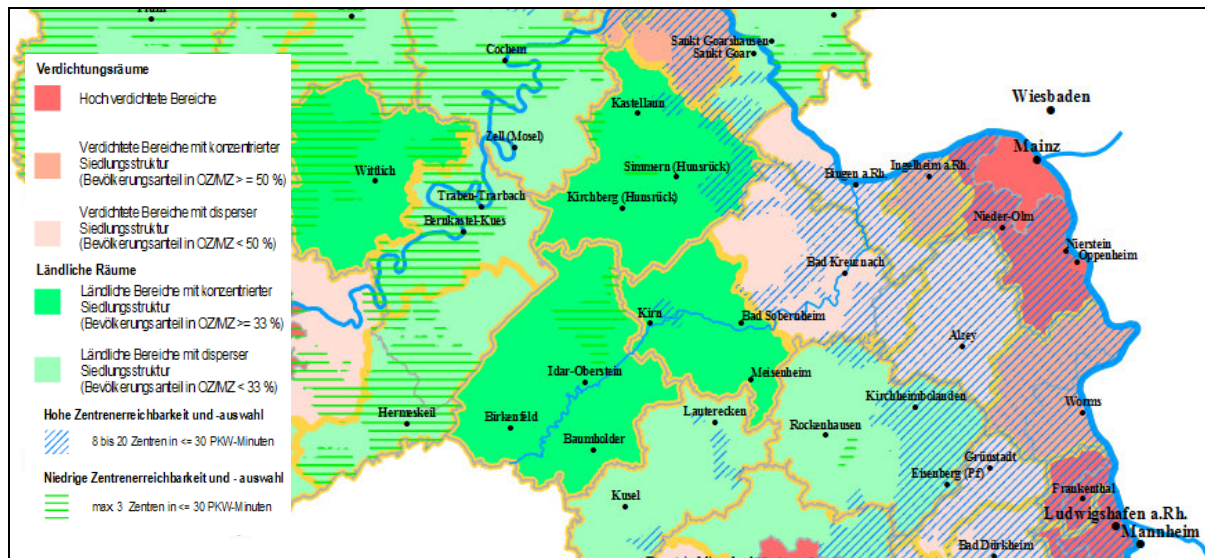 Cochem
Sankt Goarshausen
Sankt Goar
Verdichtungsräume
Hoch verdichtete Bereiche
Verdichtete Bereiche mit konzentrierter
Siedlungsstruktur
(Bevölkerungsanteil in OZ/MZ > = 50 %)
Verdichtete Bereiche mit disperser
Siedlungsstruktur
(Bevölkerungsanteil in OZ/MZ < 50 %)
Ländliche Räume
Ländliche Bereiche mit konzentrierter
Siedlungsstruktur
(Bevölkerungsanteil in OZ/MZ >= 33 %)
Ländliche Bereiche mit disperser
Siedlungsstruktur
(Bevölkerungsanteil in OZ/MZ < 33 %)
Hohe Zentrenerreichbarkeit und -auswahl
8 bis 20 Zentren in <= 30 PKW-Minuten
Niedrige Zentrenerreichbarkeit und - auswahl
max. 3 Zentren in <= 30 PKW-Minuten
Kastellaun
Wiesbaden
Zell (Mosel)
Mainz
Wittlich
Simmern (Hunsrück)
Bingen a.Rh.
Ingelheim a.Rh.
Traben-Trarbach
Kirchberg (Hunsrück)
Bernkastel-Kues
Nieder-Olm
Nierstein
Oppenheim
Bad Kreuznach
Kirn
Bad Sobernheim
Alzey
Idar-Oberstein
Meisenheim
Hermeskeil
Birkenfeld
Lauterecken
Kirchheimbolanden
Worms
Baumholder
Rockenhausen
Grünstadt
Eisenberg (Pf)
Kusel
Frankenthal
Ludwigshafen a.Rh.
Mannheim
Bad Dürkheim